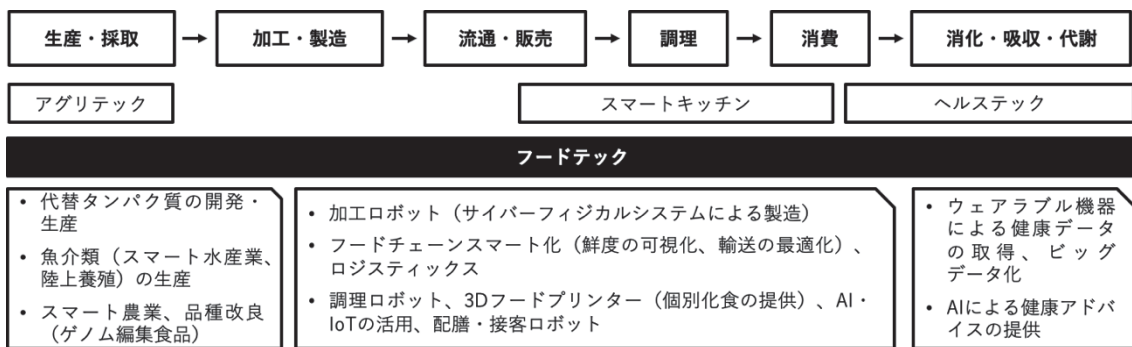 生産・採取 → 加工・製造 → 流通・販売 → 調理 → 消費 → 消化・吸収・代謝
アグリテック スマートキッチン ヘルステック
フードテック
• 代替タンパク質の開発・
生産
• 魚介類（スマート水産業、
陸上養殖）の生産
• スマート農業、品種改良
（ゲノム編集食品）
• 加工ロボット（サイバーフィジカルシステムによる製造）
• フードチェーンスマート化（鮮度の可視化、輸送の最適化）、
ロジスティックス
• 調理ロボット、3Dフードプリンター（個別化食の提供）、AI・
IoTの活用、配膳・接客ロボット
• ウェアラブル機器
による健康データ
の取得、ビッグ
データ化
• AIによる健康アドバ
イスの提供